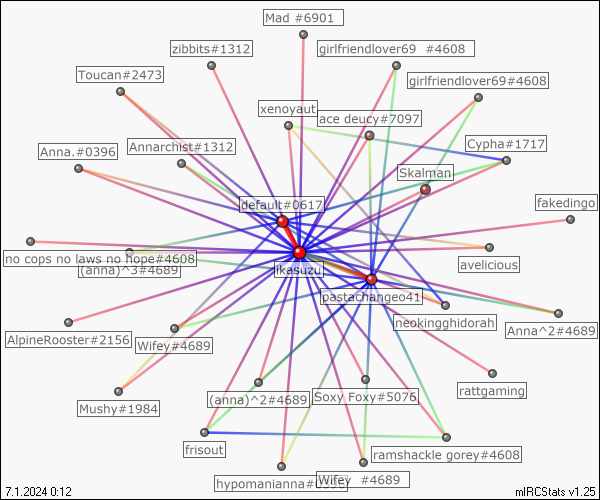 Mad #6901
zibbits#1312
girlfriendlover69 #4608
Toucan#2473
girlfriendlover69#4608
xenoyaut
ace deucy#7097
Anna.#0396
Annarchist#1312
Cypha#1717
Skalman
default#0617
fakedingo
no cops no laws no hope#4608
avelicious
(anna)^3#4689
likasuzu
pastachangeo41
neokingghidorah
Anna^2#4689
AlpineRooster#2156
Wifey#4689
rattgaming
Mushy#1984
(anna)^2#4689
Soxy Foxy#5076
frisout
ramshackle gorey#4608
Wifey #4689
7.1.2024 0:12
mIRCStats v1.25